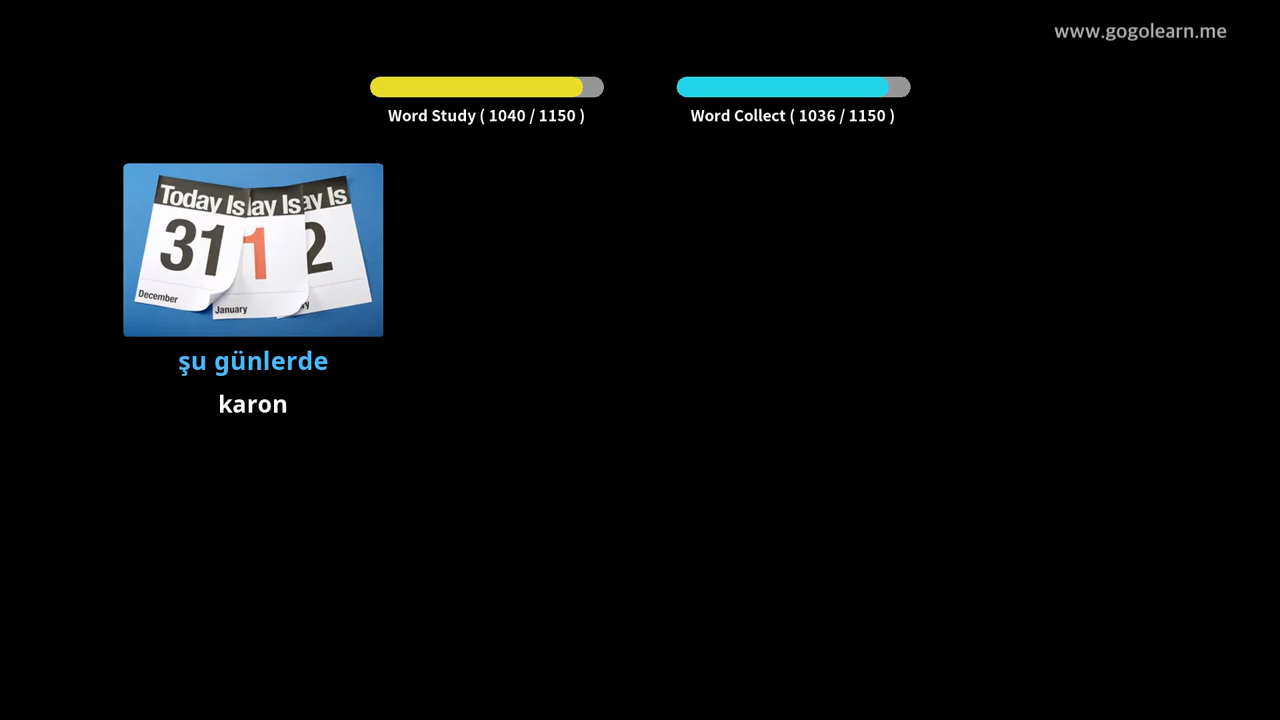 www.gogolearn.me
Word Study ( 1040 / 1150 )
Word Collect ( 1036 / 1150 )
Today Is
ay Is
ay Is
31
1
2
December
January
ry
şu günlerde
karon